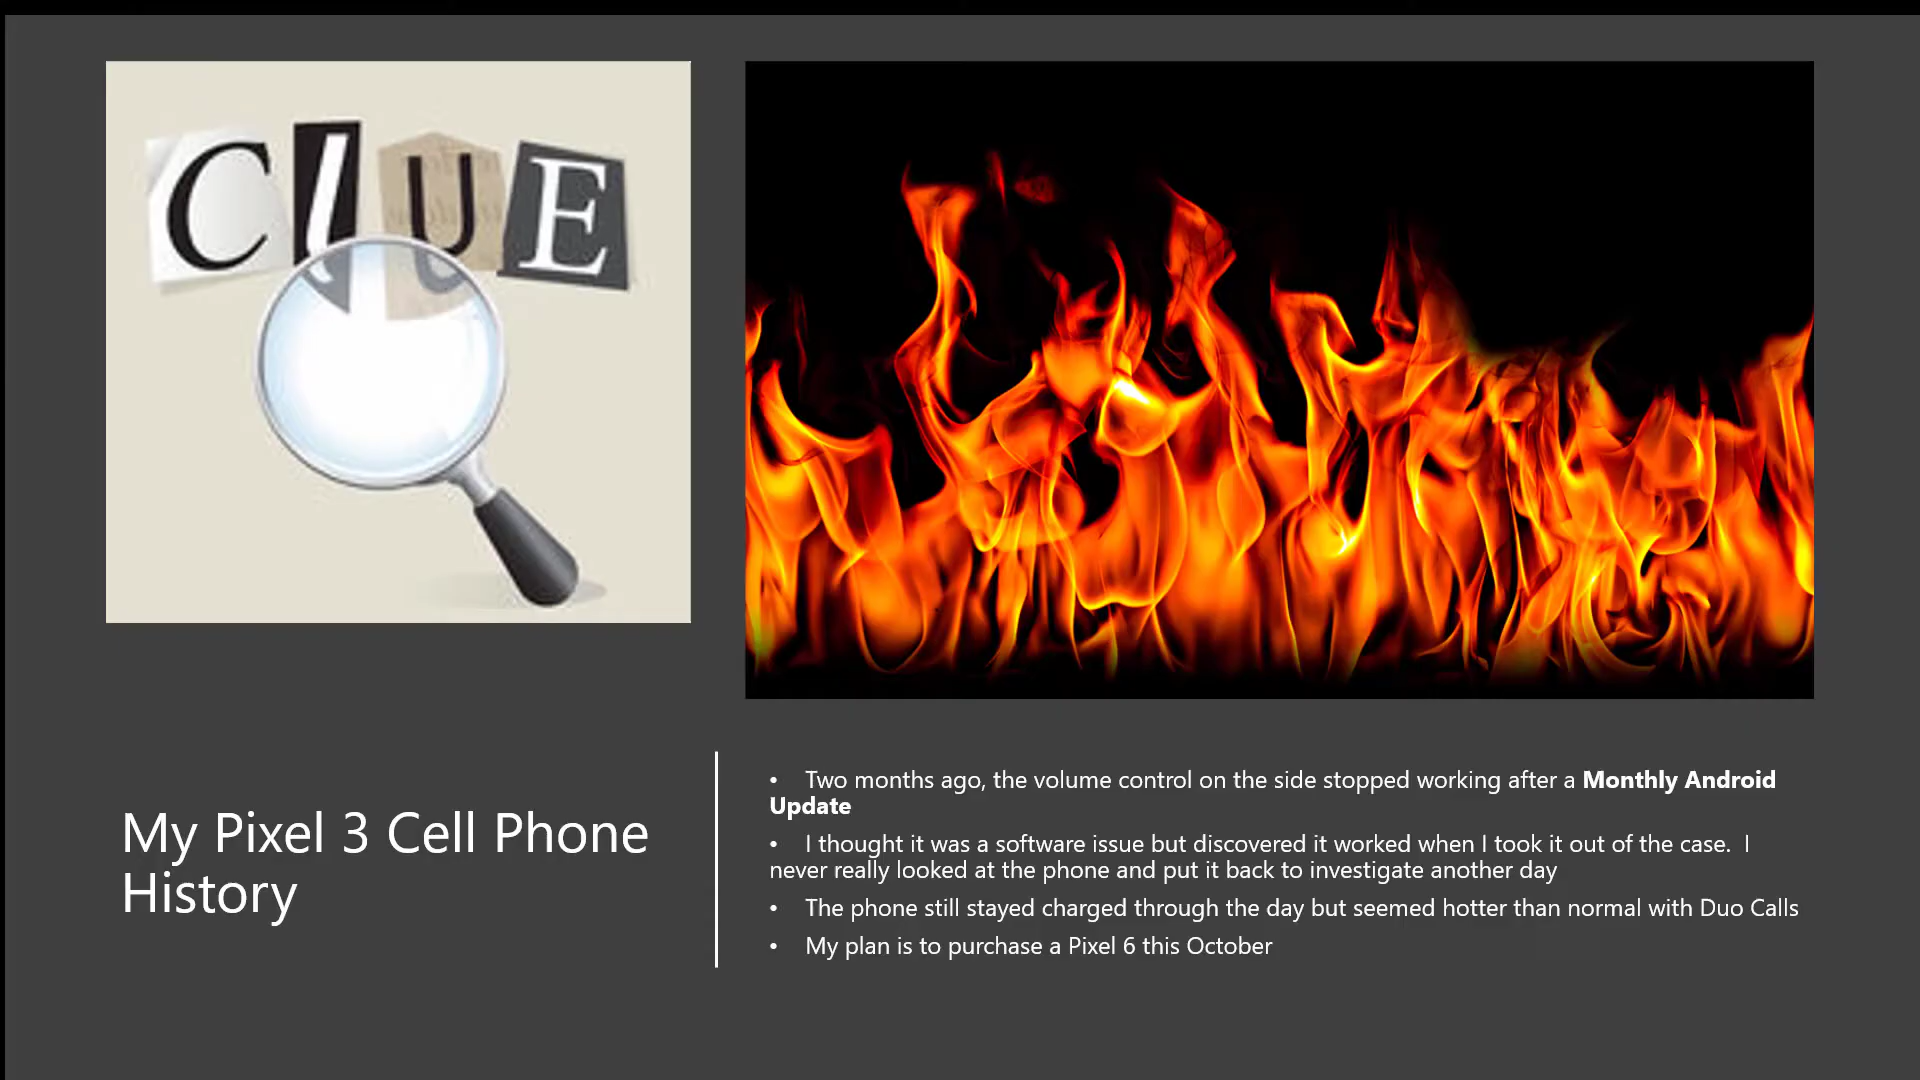 CLUE
My Pixel 3 Cell Phone
History
• Two months ago, the volume control on the side stopped working after a Monthly Android
Update
• I thought it was a software issue but discovered it worked when I took it out of the case.  I
never really looked at the phone and put it back to investigate another day
• The phone still stayed charged through the day but seemed hotter than normal with Duo Calls
• My plan is to purchase a Pixel 6 this October